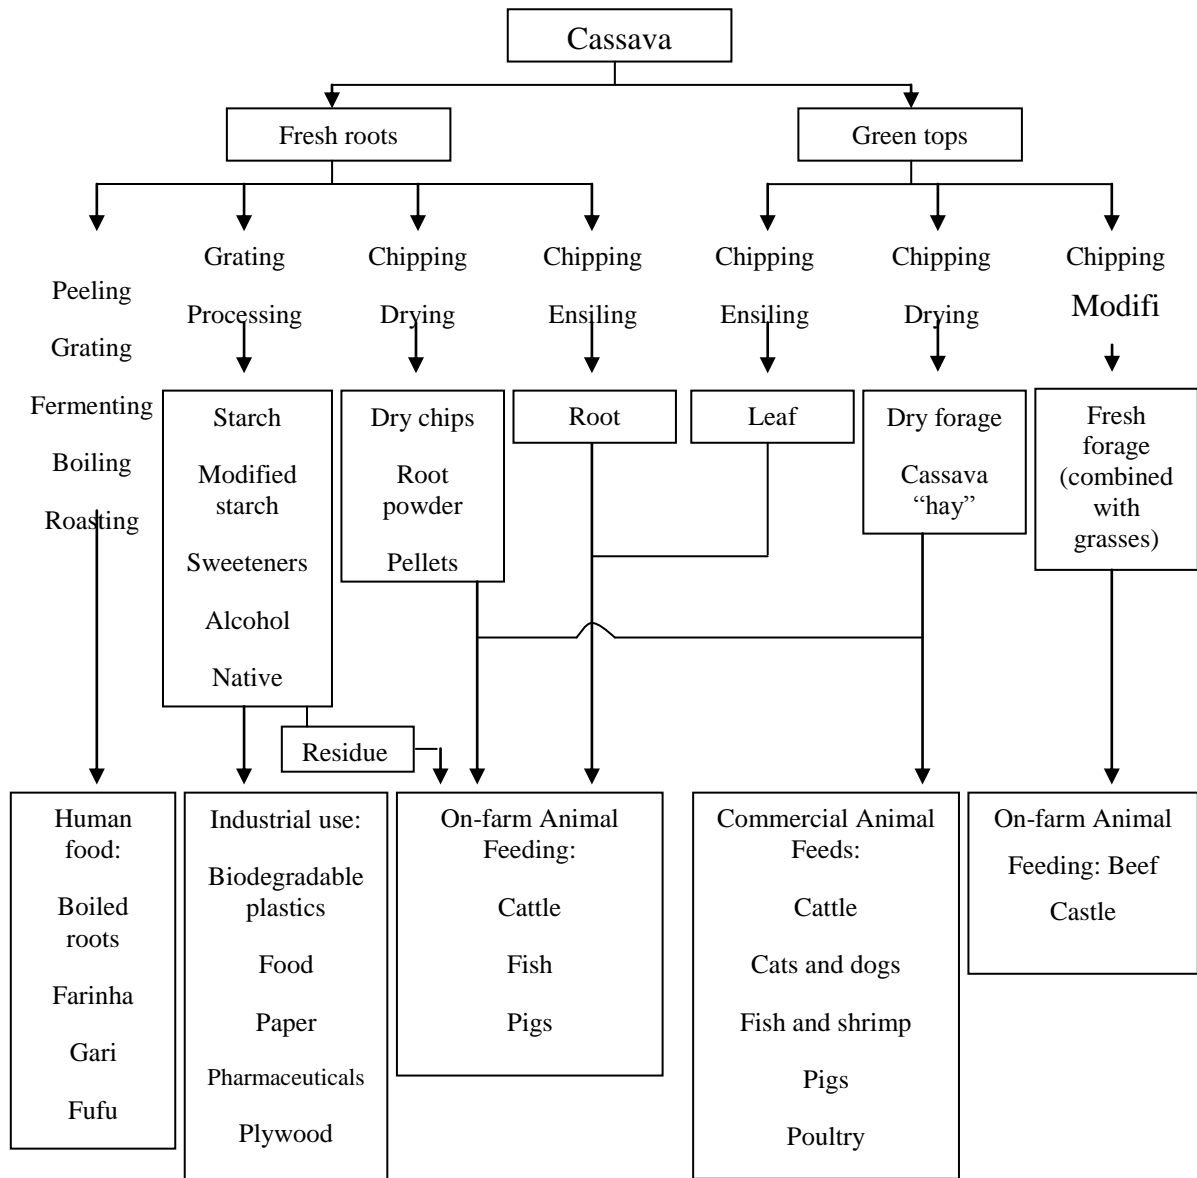 Cassava
Fresh roots
Green tops
Peeling
Grating
Fermenting
Boiling
Roasting
Grating
Processing
Chipping
Drying
Chipping
Ensiling
Chipping
Ensiling
Chipping
Drying
Chipping
Modifi
Starch
Modified
starch
Sweeteners
Alcohol
Native
Dry chips
Root
powder
Pellets
Root
Leaf
Dry forage
Cassava
“hay”
Fresh
forage
(combined
with
grasses)
Residue
Human
food:
Boiled
roots
Farinha
Gari
Fufu
Industrial use:
Biodegradable
plastics
Food
Paper
Pharmaceuticals
Plywood
On-farm Animal
Feeding:
Cattle
Fish
Pigs
Commercial Animal
Feeds:
Cattle
Cats and dogs
Fish and shrimp
Pigs
Poultry
On-farm Animal
Feeding: Beef
Castle